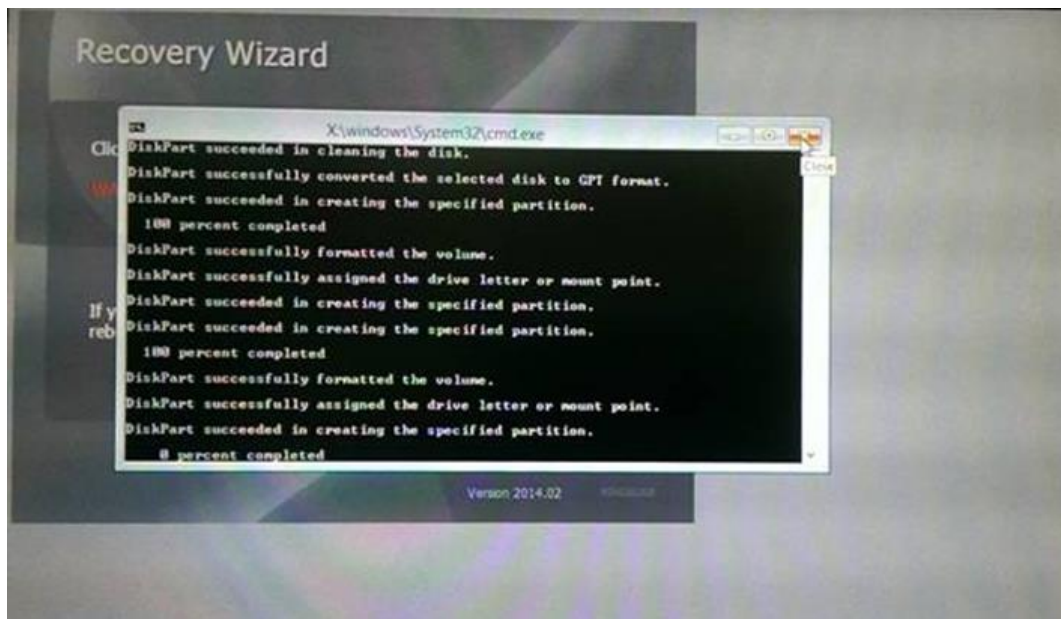 Recovery Wizard
X:\windows\System32\cmd.exe
Clic
Close
DiskPart succeeded in cleaning the disk.
DiskPart successfully converted the selected disk to GPT format.
WA
DiskPart succeeded in creating the specified partition.
100 percent completed
DiskPart successfully formatted the volume.
DiskPart successfully assigned the drive letter or mount point.
If y
DiskPart succeeded in creating the specified partition.
reb
DiskPart succeeded in creating the specified partition.
100 percent completed
DiskPart successfully formatted the volume.
DiskPart successfully assigned the drive letter or mount point.
DiskPart succeeded in creating the specified partition.
0 percent completed
Version 2014.02